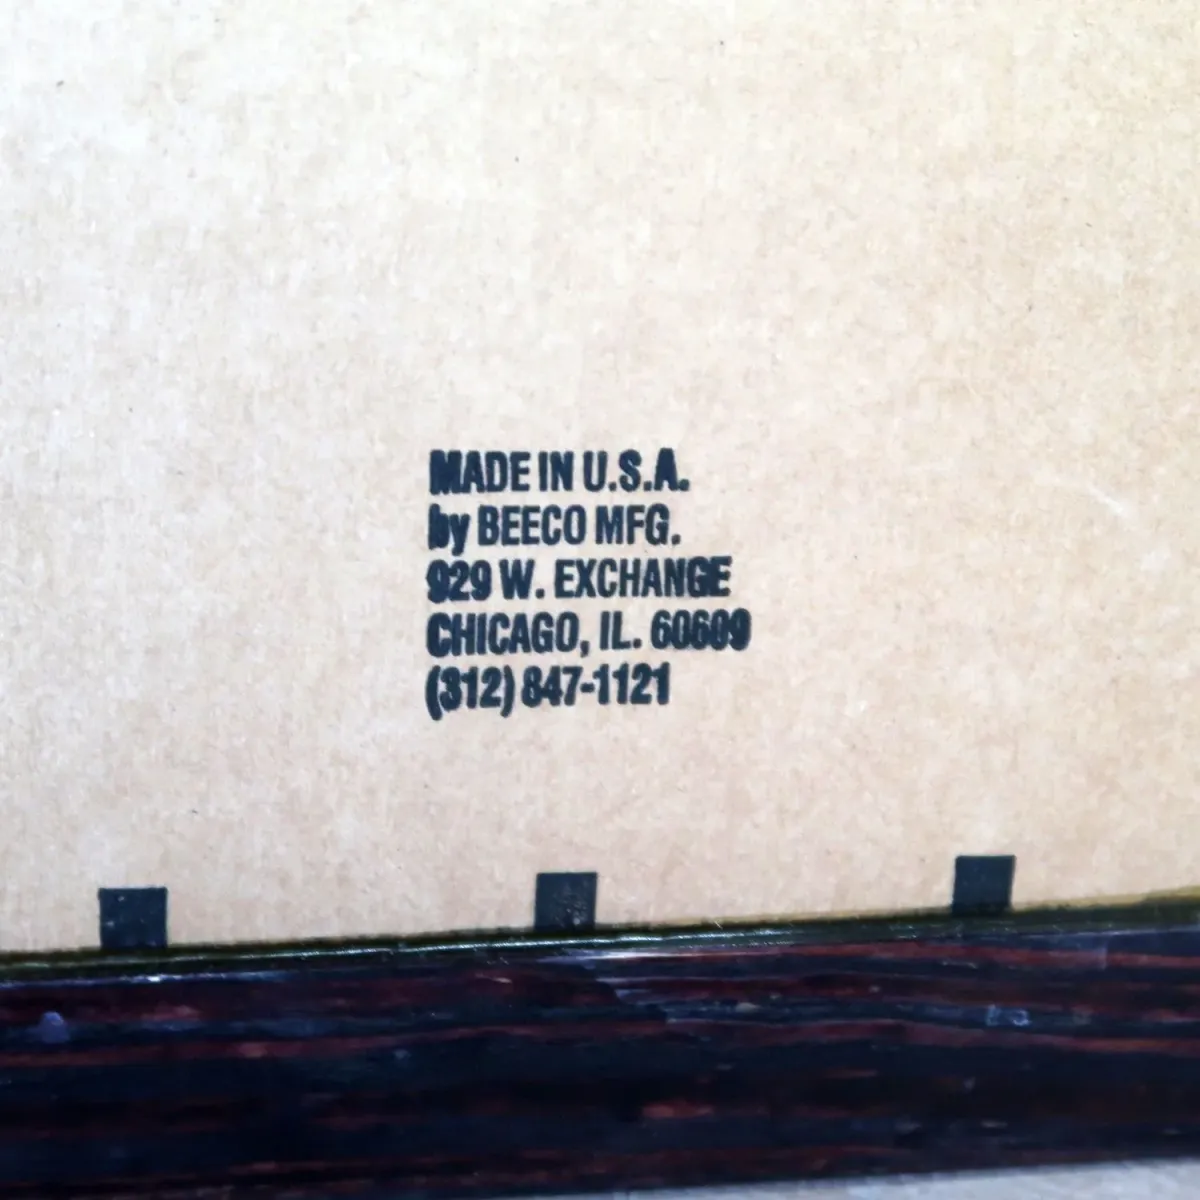 MADE IN U.S.A.
by BEECO MFG.
929 W. EXCHANGE
CHICAGO, IL. 60609
(312) 847-1121